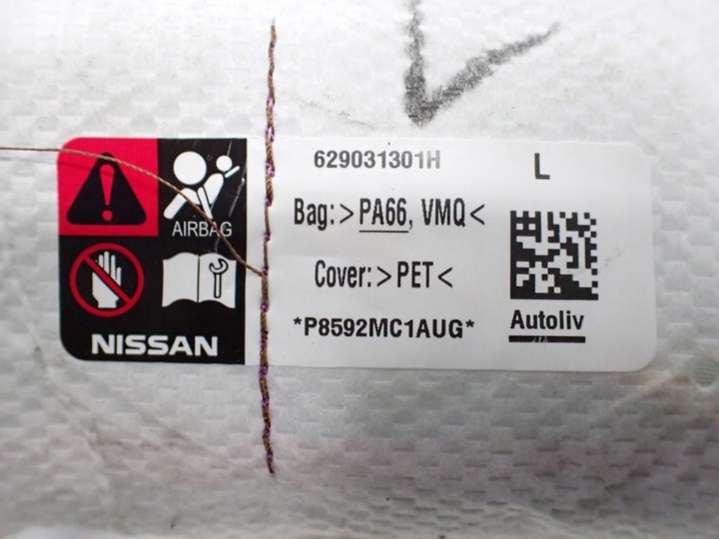 629031301H
L
AIRBAG
Bag:>PA66, VMQ<
Cover:>PET<
*P8592MC1AUG*
Autoliv
NISSAN